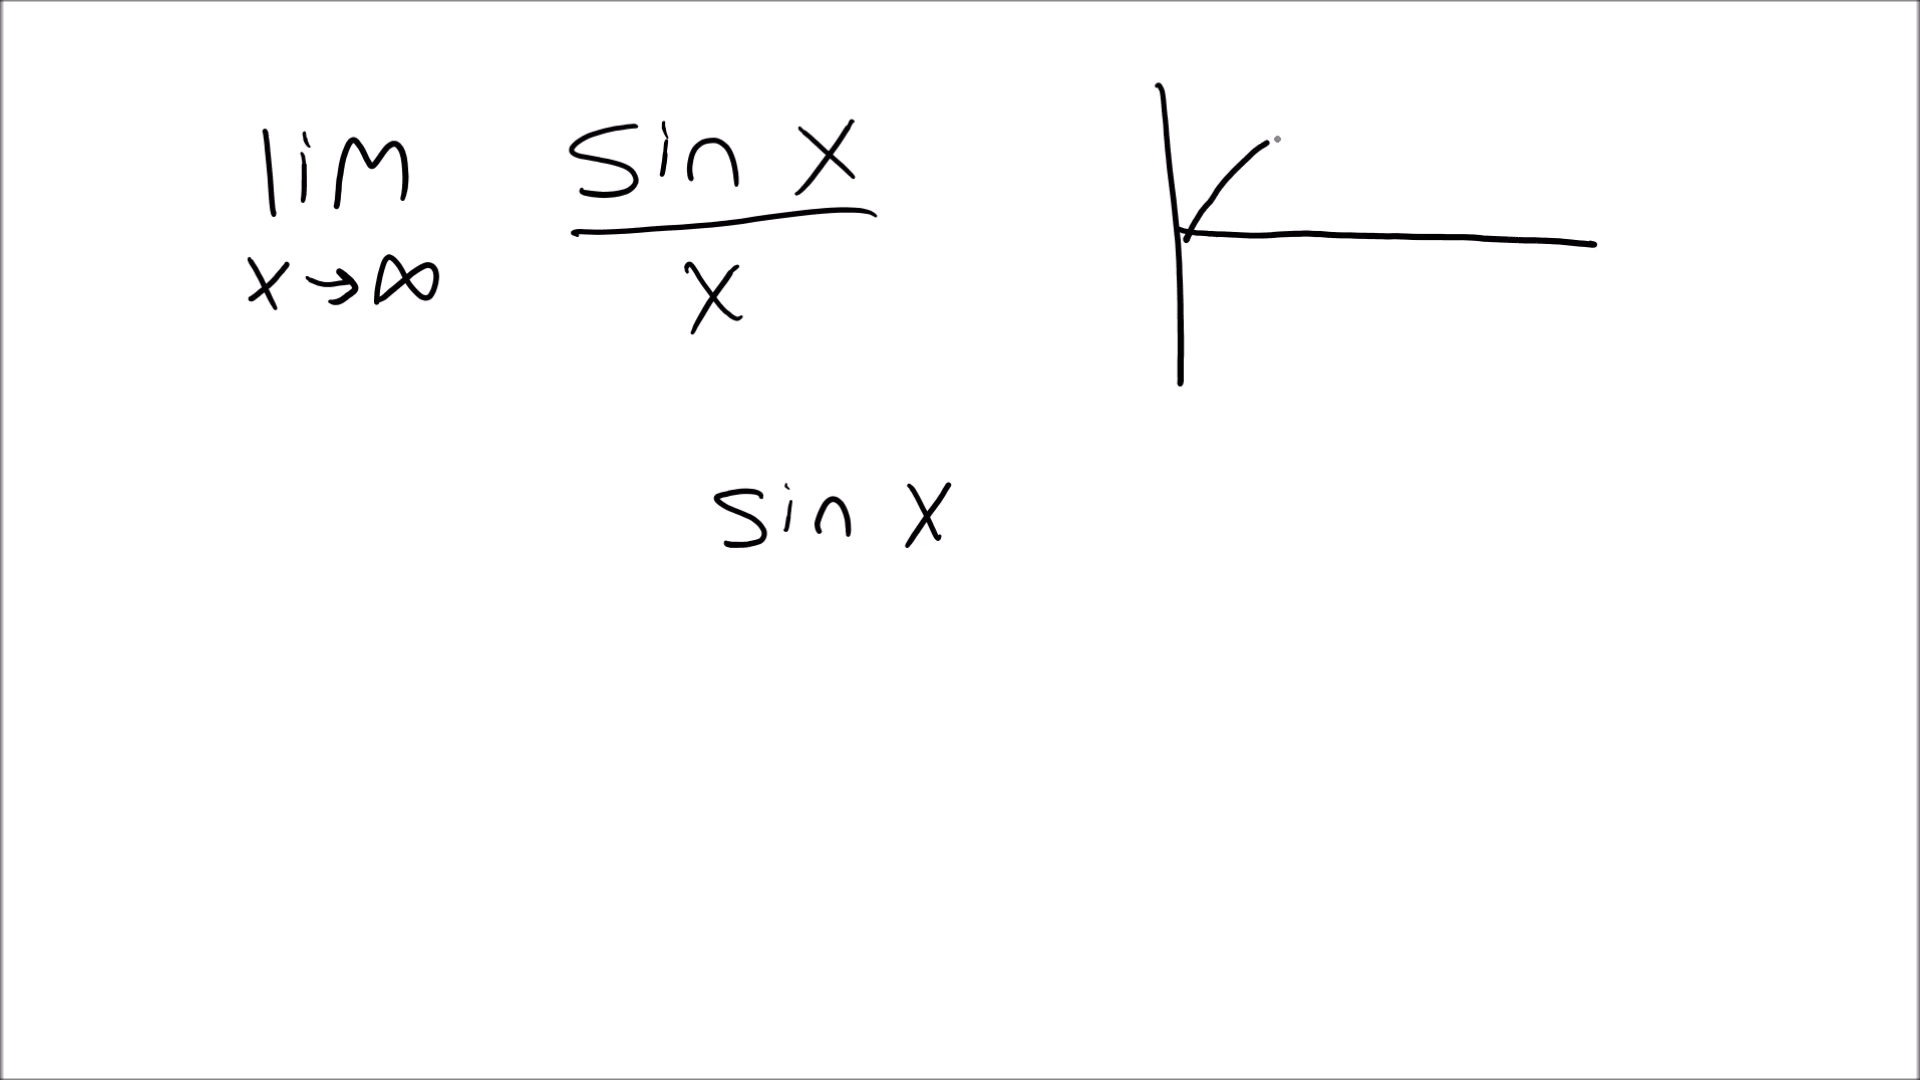 lim sin x
x→∞ x
sin x